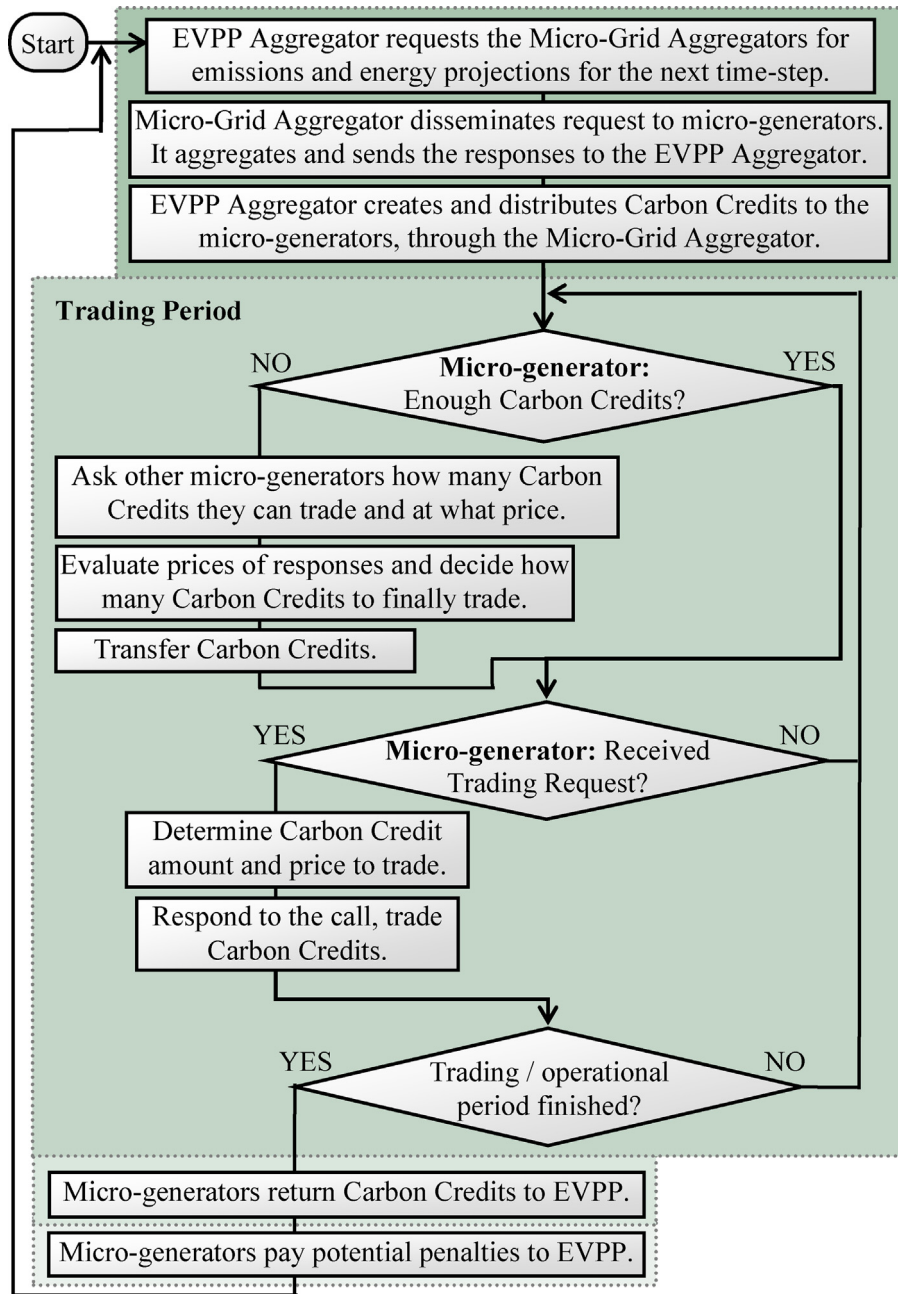 Start
EVPP Aggregator requests the Micro-Grid Aggregators for
emissions and energy projections for the next time-step.
Micro-Grid Aggregator disseminates request to micro-generators.
It aggregates and sends the responses to the EVPP Aggregator.
EVPP Aggregator creates and distributes Carbon Credits to the
micro-generators, through the Micro-Grid Aggregator.
Trading Period
NO
Micro-generator:
Enough Carbon Credits?
YES
Ask other micro-generators how many Carbon
Credits they can trade and at what price.
Evaluate prices of responses and decide how
many Carbon Credits to finally trade.
Transfer Carbon Credits.
YES
Micro-generator: Received
Trading Request?
NO
Determine Carbon Credit
amount and price to trade.
Respond to the call, trade
Carbon Credits.
YES
Trading / operational
period finished?
NO
Micro-generators return Carbon Credits to EVPP.
Micro-generators pay potential penalties to EVPP.